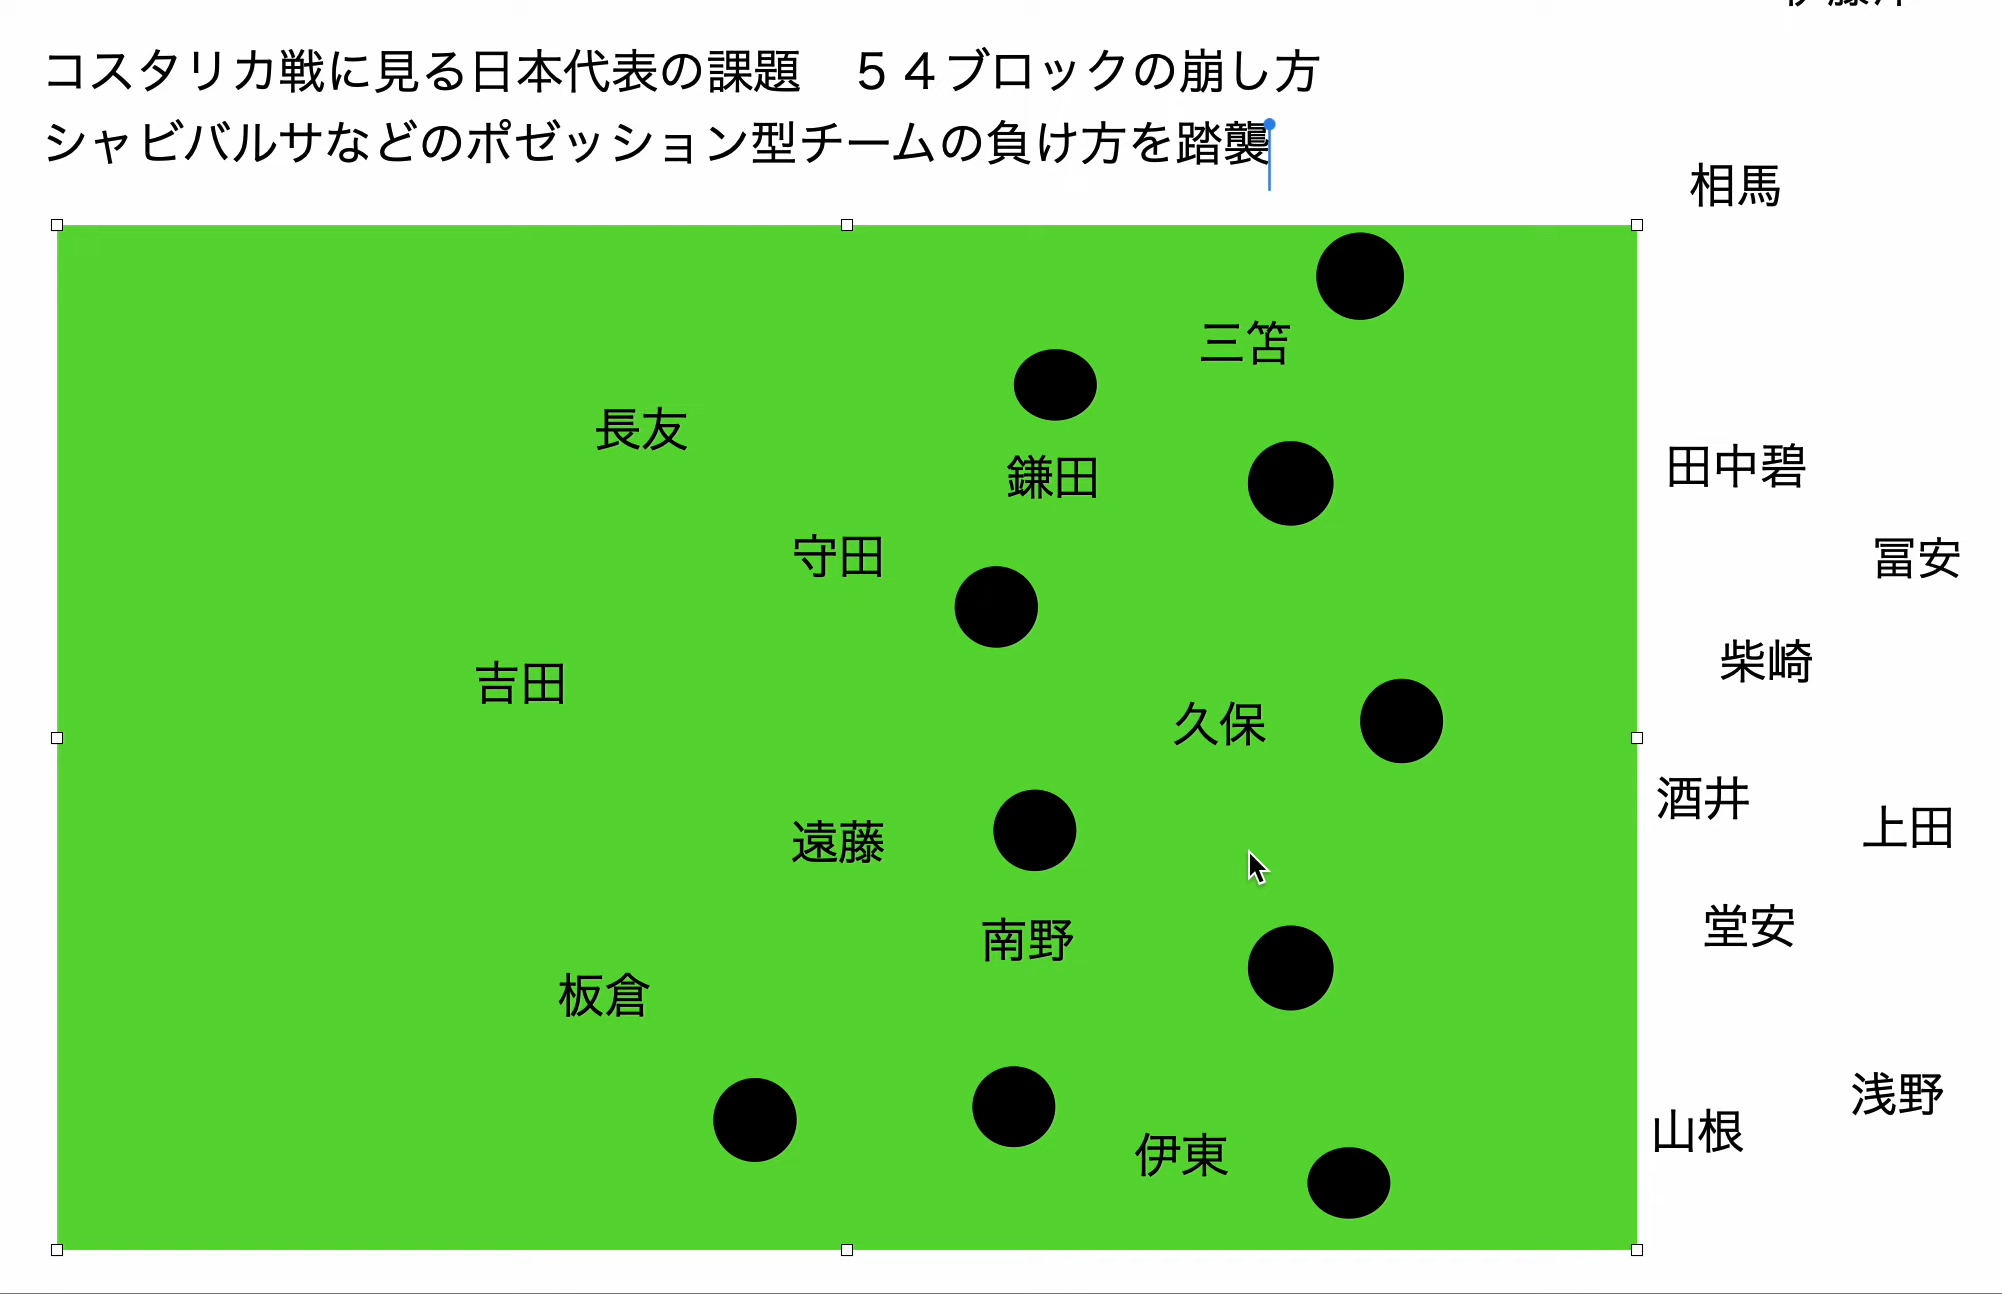 コスタリカ戦に見る日本代表の課題　５４ブロックの崩し方
シャビバルサなどのポゼッション型チームの負け方を踏襲
相馬
三笘
長友
鎌田
田中碧
守田
冨安
吉田
柴崎
久保
酒井
遠藤
上田
南野
堂安
板倉
浅野
伊東
山根